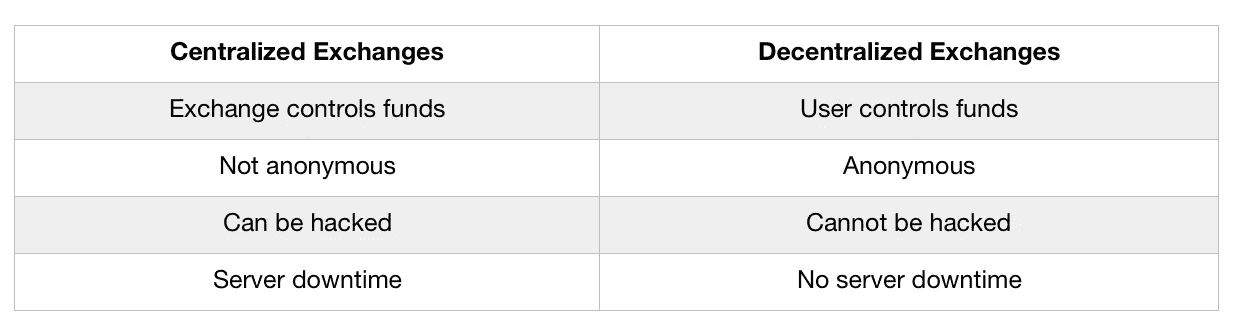 Centralized Exchanges Decentralized Exchanges
Exchange controls funds User controls funds
Not anonymous Anonymous
Can be hacked Cannot be hacked
Server downtime No server downtime